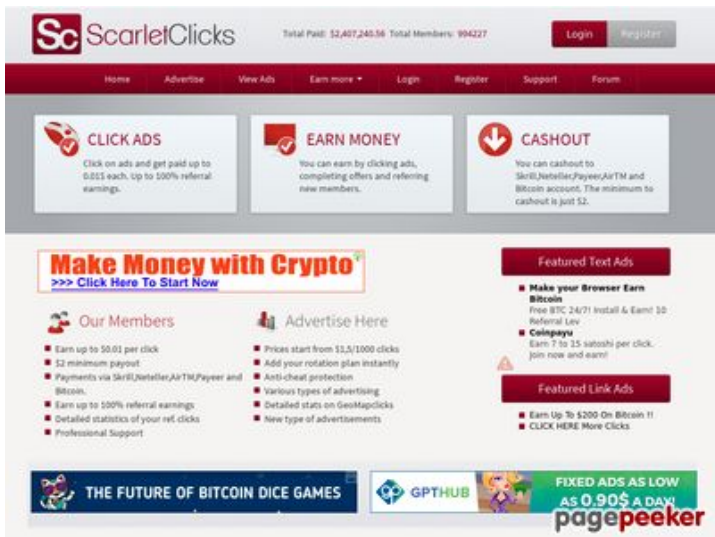 Sc ScarletClicks
Total Paid: $2,407,240.56 Total Members: 994227
Login
Register
Home Advertise View Ads Earn more Login Register Support Forum
CLICK ADS
Click on ads and get paid up to
0.01$ each. Up to 100% referral
earnings.
EARN MONEY
You can earn by clicking ads,
completing offers and referring
new members.
CASHOUT
You can cashout to
Skrill,Neteller,Payeer,AirTM and
Bitcoin account. The minimum to
cashout is just $2.
Make Money with Crypto
>>> Click Here To Start Now
Our Members
Earn up to $0.01 per click
$2 minimum payout
Payments via Skrill,Neteller,AirTM,Payeer and
Bitcoin.
Earn up to 100% referral earnings
Detailed statistics of your ref. clicks
Professional Support
Advertise Here
Prices start from $1,5/1000 clicks
Add your rotation plan instantly
Anti-cheat protection
Various types of advertising
Detailed stats on GeoMapclicks
New type of advertisements
Featured Text Ads
Make your Browser Earn
Bitcoin
Free BTC 24/7! Install & Earn! 10
Referral Lev
Coinpayu
Earn 7 to 15 satoshi per click.
Join now and earn!
Featured Link Ads
Earn Up To $200 On Bitcoin !!
CLICK HERE More Clicks
THE FUTURE OF BITCOIN DICE GAMES
GPTHUB
FIXED ADS AS LOW
AS 0.90$ A DAY!
pagepeeker